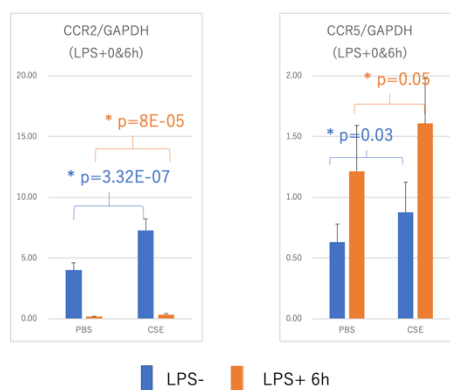 CCR2/GAPDH
(LPS+0&6h)
20.00
15.00
10.00
5.00
0.00
* p=8E-05
* p=3.32E-07
PBS
CSE
CCR5/GAPDH
(LPS+0&6h)
2.00
1.50
1.00
0.50
0.00
* p=0.05
* p=0.03
PBS
CSE
LPS-
LPS+ 6h